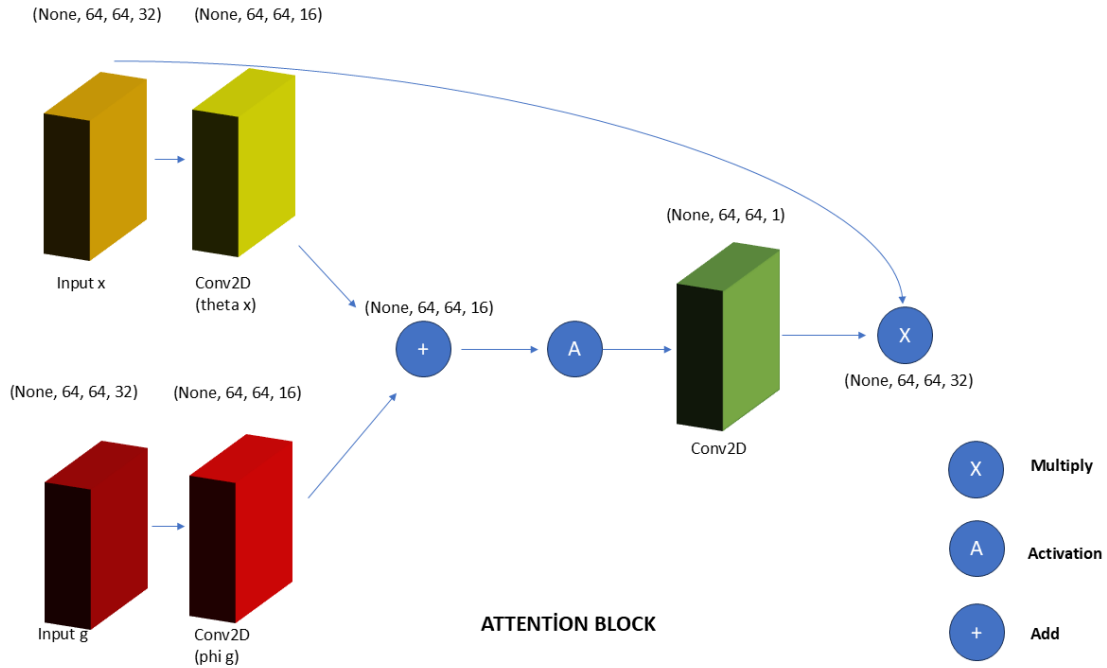 (None, 64, 64, 32)
(None, 64, 64, 16)
Input x
Conv2D
(theta x)
(None, 64, 64, 1)
(None, 64, 64, 16)
+
A
X
(None, 64, 64, 32)
Conv2D
(None, 64, 64, 32)
(None, 64, 64, 16)
Input g
Conv2D
(phi g)
ATTENTİON BLOCK
X
Multiply
A
Activation
+
Add